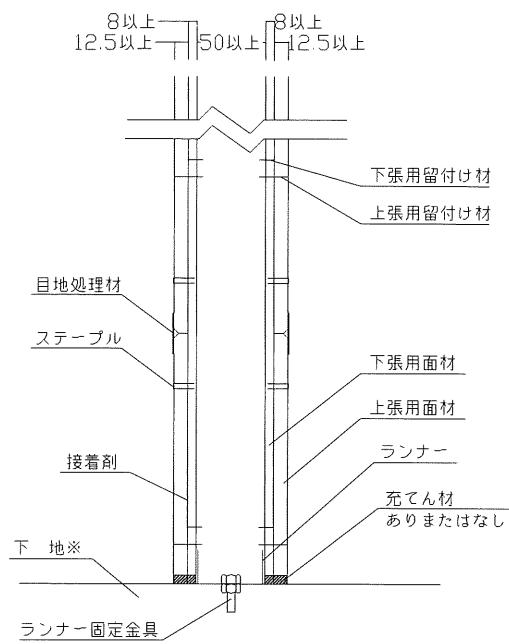 8以上
8以上
12.5以上
50以上
12.5以上
下張用留付け材
上張用留付け材
目地処理材
ステープル
下張用面材
上張用面材
ランナー
接着剤
充てん材
ありまたはなし
下 地※
ランナー固定金具